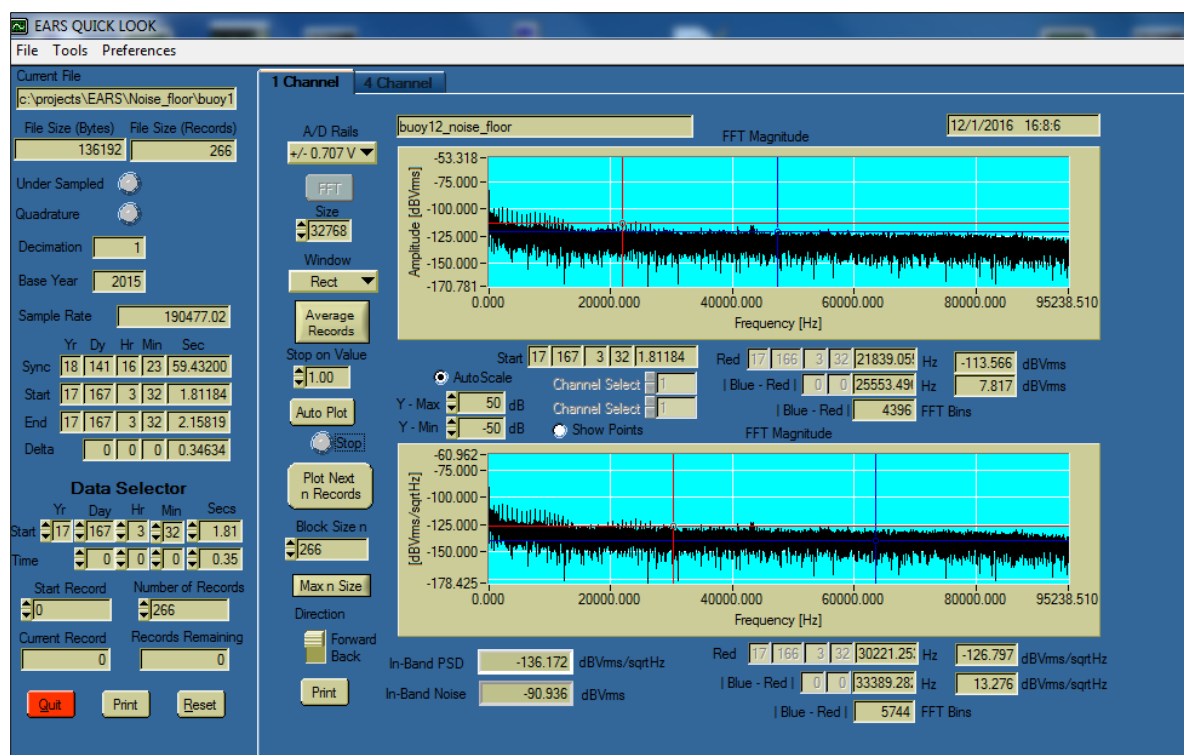 EARS QUICK LOOK
File Tools Preferences
Current File
c:\projects\EARS\Noise_floor\buoy1
File Size (Bytes) File Size (Records)
136192 266
Under Sampled
Quadrature
Decimation 1
Base Year 2015
Sample Rate 190477.02
Yr Dy Hr Min Sec
Sync 18 141 16 23 59.43200
Start 17 167 3 32 1.81184
End 17 167 3 32 2.15819
Delta 0 0 0 0.34634
Data Selector
Yr Day Hr Min Secs
Start 17 167 3 32 1.81
Time 0 0 0 0.35
Start Record Number of Records
0 266
Current Record Records Remaining
0 0
Quit Print Reset
1 Channel 4 Channel
A/D Rails
+/- 0.707 V
FFT
Size
32768
Window
Rect
Average
Records
Stop on Value
1.00
Auto Plot
Stop
Plot Next
n Records
Block Size n
266
Max n Size
Direction
Forward
Back
Print
buoy12_noise_floor
FFT Magnitude
12/1/2016 16:8:6
Amplitude [dBVrms]
-53.318
-75.000
-100.000
-125.000
-150.000
-170.781
0.000 20000.000 40000.000 60000.000 80000.000 95238.510
Frequency [Hz]
Start 17 167 3 32 1.81184
AutoScale
Y - Max 50 dB
Y - Min -50 dB
Channel Select 1
Channel Select 1
Show Points
Red 17 166 3 32 21839.05 Hz -113.566 dBVrms
| Blue - Red | 0 0 25553.49 Hz 7.817 dBVrms
| Blue - Red | 4396 FFT Bins
FFT Magnitude
[dBVrms/sqrtHz]
-60.962
-75.000
-100.000
-125.000
-150.000
-178.425
0.000 20000.000 40000.000 60000.000 80000.000 95238.510
Frequency [Hz]
In-Band PSD -136.172 dBVrms/sqrtHz
In-Band Noise -90.936 dBVrms
Red 17 166 3 32 30221.25 Hz -126.797 dBVrms/sqrtHz
| Blue - Red | 0 0 33389.28 Hz 13.276 dBVrms/sqrtHz
| Blue - Red | 5744 FFT Bins